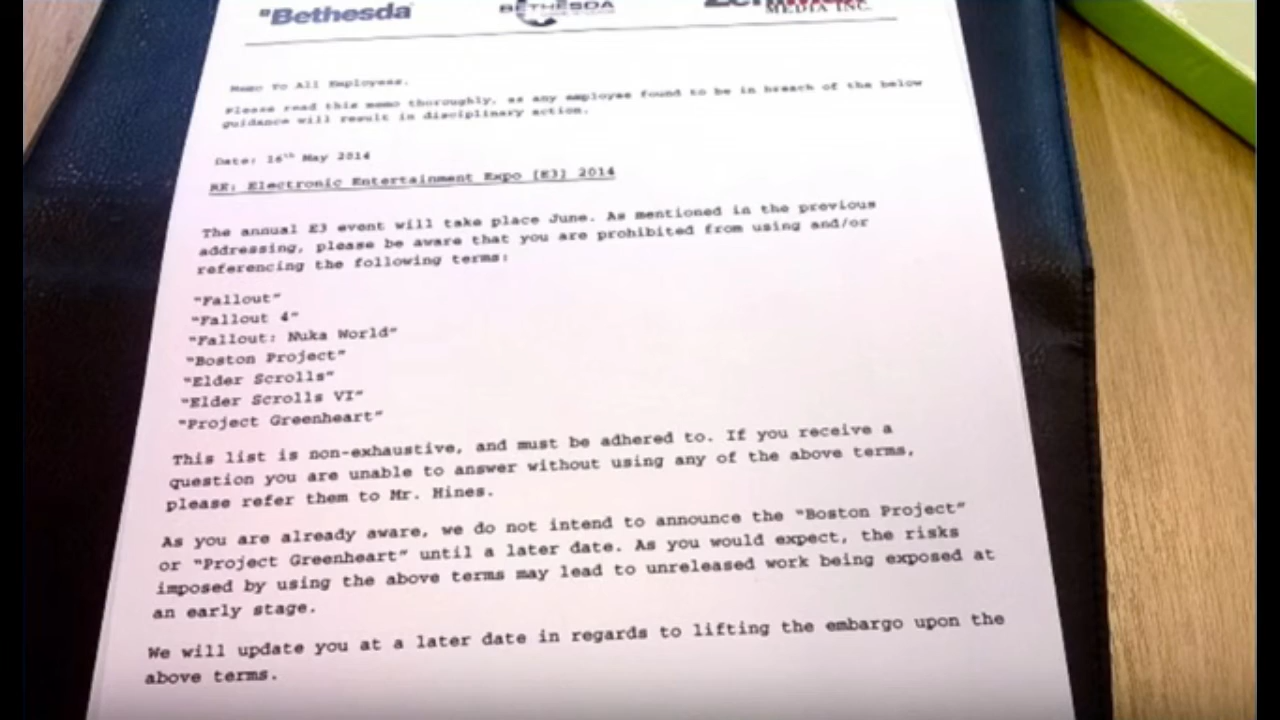 Bethesda
BETHESDA
MEDIA INC.
Memo To All Employees.
Please read this memo thoroughly, as any employee found to be in breach of the below
guidance will result in disciplinary action.
Date: 16th May 2014
RE: Electronic Entertainment Expo [E3] 2014
The annual E3 event will take place June. As mentioned in the previous
addressing, please be aware that you are prohibited from using and/or
referencing the following terms:
"Fallout"
"Fallout 4"
"Fallout: Nuka World"
"Boston Project"
"Elder Scrolls"
"Elder Scrolls VI"
"Project Greenheart"
This list is non-exhaustive, and must be adhered to. If you receive a
question you are unable to answer without using any of the above terms,
please refer them to Mr. Hines.
As you are already aware, we do not intend to announce the "Boston Project"
or "Project Greenheart" until a later date. As you would expect, the risks
imposed by using the above terms may lead to unreleased work being exposed at
an early stage.
We will update you at a later date in regards to lifting the embargo upon the
above terms.